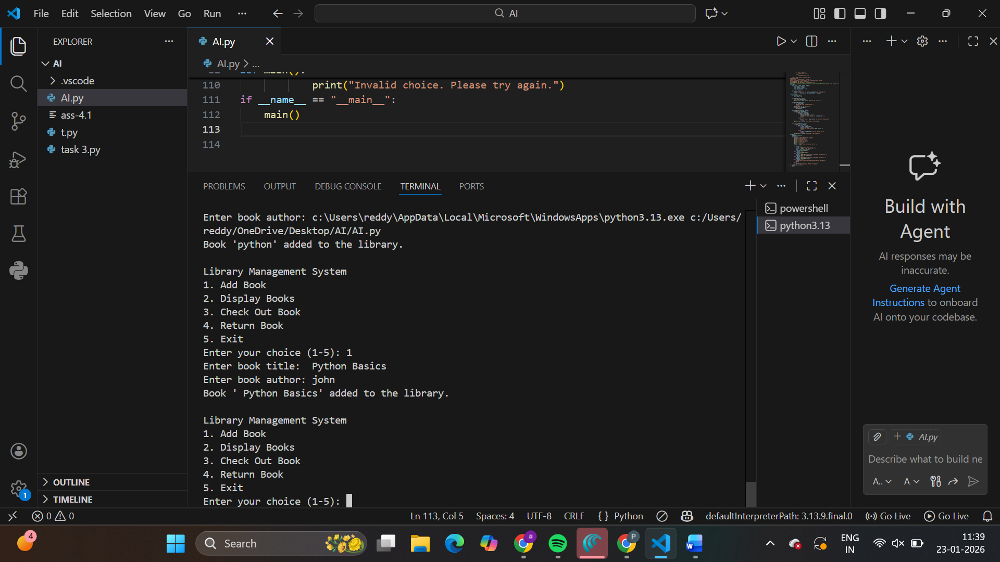 File Edit Selection View Go Run ...
AI
EXPLORER ...
AI
.vscode
AI.py
ass-4.1
t.py
task 3.py
OUTLINE
TIMELINE
AI.py
AI.py > ...
110 print("Invalid choice. Please try again.")
111 if __name__ == "__main__":
112 main()
113
114
PROBLEMS OUTPUT DEBUG CONSOLE TERMINAL PORTS
Enter book author: c:\Users\reddy\AppData\Local\Microsoft\WindowsApps\python3.13.exe c:/Users/
reddy/OneDrive/Desktop/AI/AI.py
Book 'python' added to the library.
Library Management System
1. Add Book
2. Display Books
3. Check Out Book
4. Return Book
5. Exit
Enter your choice (1-5): 1
Enter book title:  Python Basics
Enter book author: john
Book ' Python Basics' added to the library.
Library Management System
1. Add Book
2. Display Books
3. Check Out Book
4. Return Book
5. Exit
Enter your choice (1-5):
powershell
python3.13
Build with
Agent
AI responses may be
inaccurate.
Generate Agent
Instructions to onboard
AI onto your codebase.
AI.py
Describe what to build ne
A.. A
1
0 0
Ln 113, Col 5 Spaces: 4 UTF-8 CRLF { } Python defaultInterpreterPath: 3.13.9.final.0 Go Live Go Live
4
Search
a
P
W
ENG
IN
11:39
23-01-2026